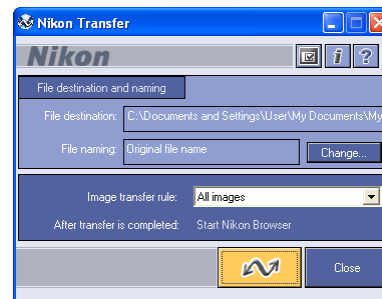 Nikon Transfer
Nikon
i ?
File destination and naming
File destination: C:\Documents and Settings\User\My Documents\My
File naming: Original file name
Change...
Image transfer rule: All images
After transfer is completed: Start Nikon Browser
Close